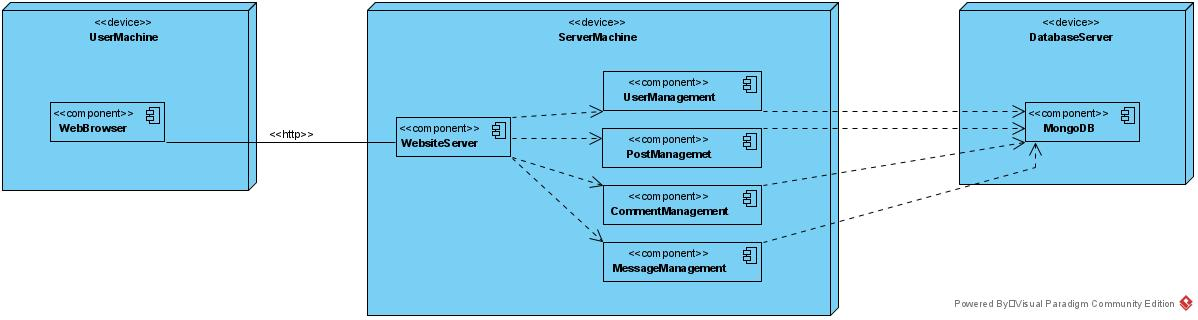 <<device>>
UserMachine
<<component>>
WebBrowser
<<http>>
<<device>>
ServerMachine
<<component>>
WebsiteServer
<<component>>
UserManagement
<<component>>
PostManagemet
<<component>>
CommentManagement
<<component>>
MessageManagement
<<device>>
DatabaseServer
<<component>>
MongoDB
Powered By□Visual Paradigm Community Edition